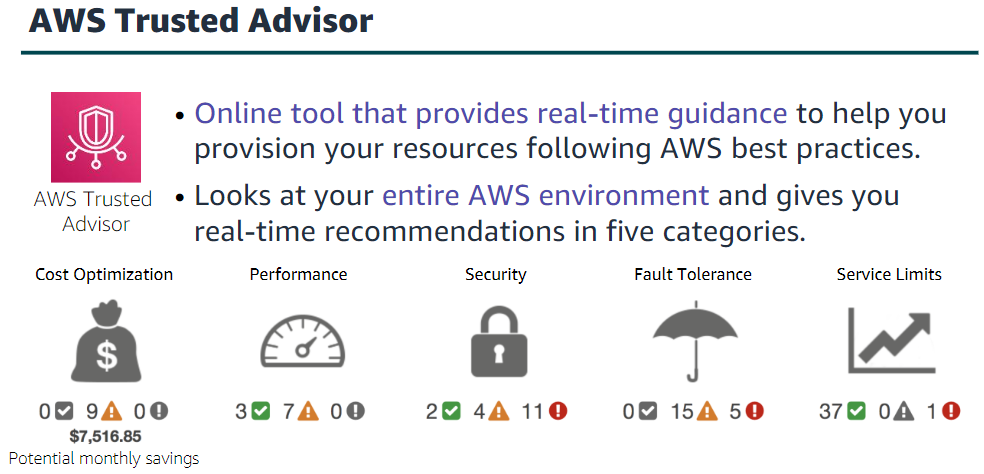 AWS Trusted Advisor
• Online tool that provides real-time guidance to help you
provision your resources following AWS best practices.
AWS Trusted
Advisor
• Looks at your entire AWS environment and gives you
real-time recommendations in five categories.
Cost Optimization
Performance
Security
Fault Tolerance
Service Limits
$
0 9 0
3 7 0
2 4 11
0 15 5
37 0 1
$7,516.85
Potential monthly savings